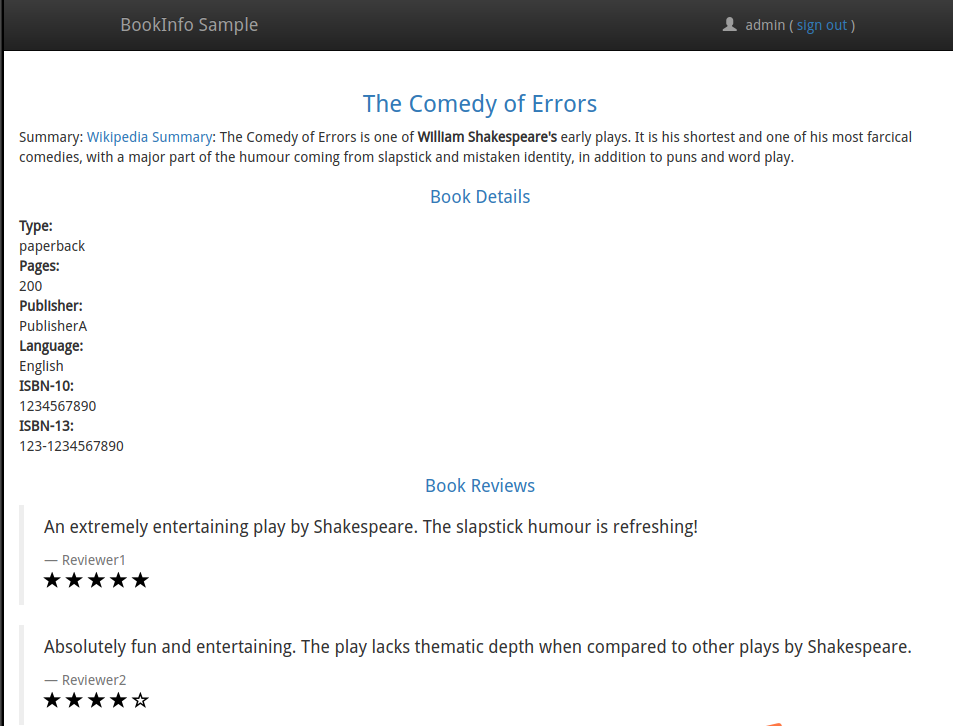 BookInfo Sample
admin ( sign out )
The Comedy of Errors
Summary: Wikipedia Summary: The Comedy of Errors is one of William Shakespeare's early plays. It is his shortest and one of his most farcical
comedies, with a major part of the humour coming from slapstick and mistaken identity, in addition to puns and word play.
Book Details
Type:
paperback
Pages:
200
Publisher:
PublisherA
Language:
English
ISBN-10:
1234567890
ISBN-13:
123-1234567890
Book Reviews
An extremely entertaining play by Shakespeare. The slapstick humour is refreshing!
— Reviewer1
★★★★★
Absolutely fun and entertaining. The play lacks thematic depth when compared to other plays by Shakespeare.
— Reviewer2
★★★★☆